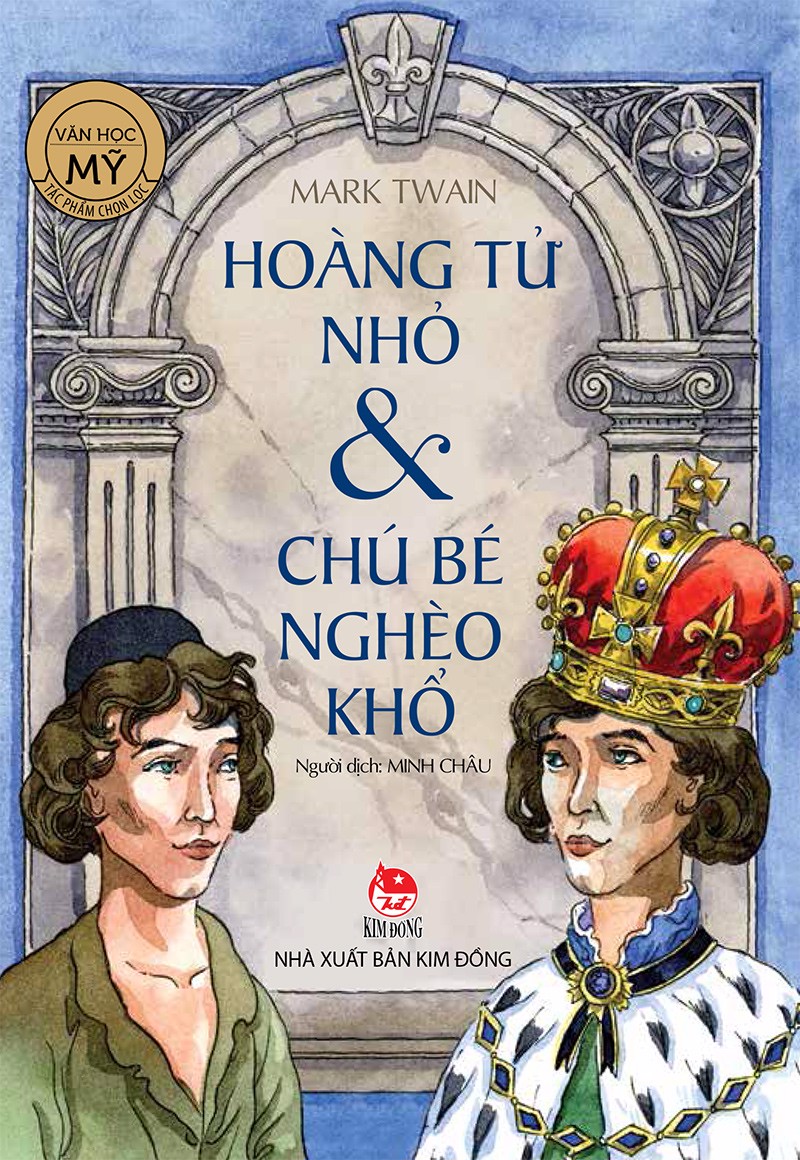 VĂN HỌC
MỸ
TÁC PHẨM CHỌN LỌC
MARK TWAIN
HOÀNG TỬ
NHỎ
&
CHÚ BÉ
NGHÈO
KHỔ
Người dịch: MINH CHÂU
KIM ĐỒNG
NHÀ XUẤT BẢN KIM ĐỒNG